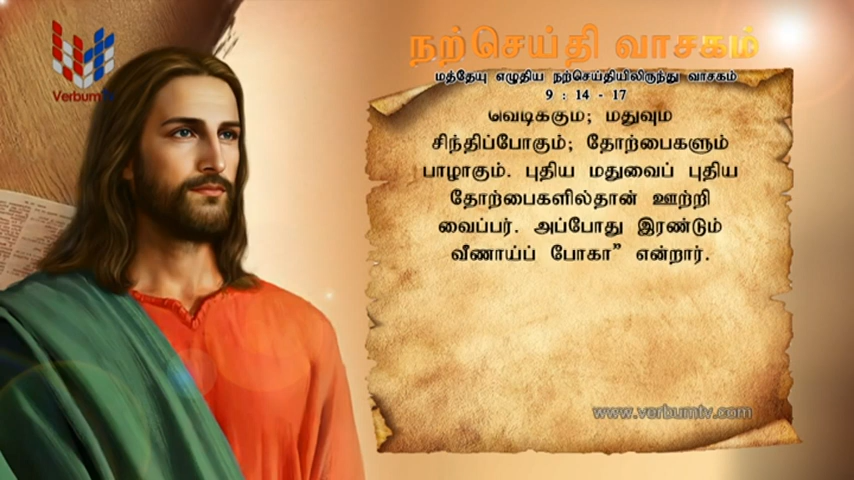 VerbumTv
நற்செய்தி வாசகம்
மத்தேயு எழுதிய நற்செய்தியிலிருந்து வாசகம்
9 : 14 - 17
வெடிக்கும்; மதுவும்
சிந்திப்போகும்; தோற்பைகளும்
பாழாகும். புதிய மதுவைப் புதிய
தோற்பைகளில்தான் ஊற்றி
வைப்பர். அப்போது இரண்டும்
வீணாய்ப் போகா” என்றார்.
www.verbumtv.com